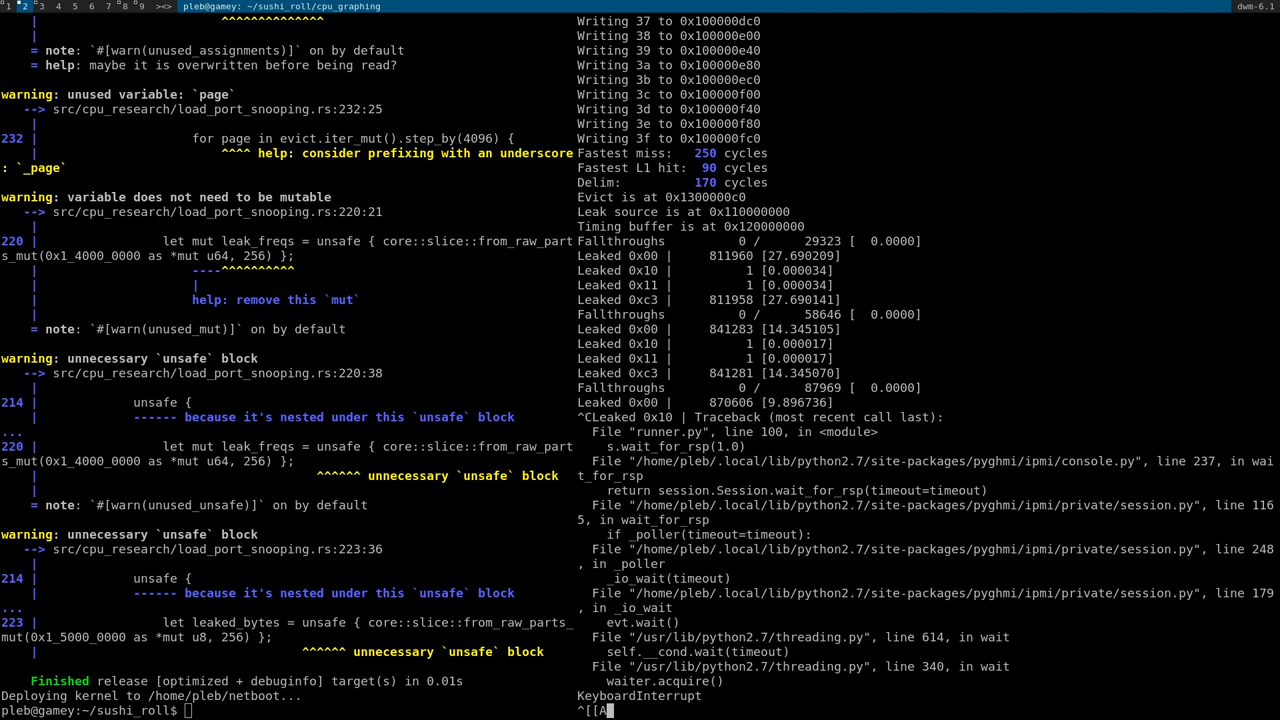 1 2 3 4 5 6 7 8 9 ><> pleb@gamey: ~/sushi_roll/cpu_graphing dwm-6.1
| ^^^^^^^^^^^^^^
|
= note: `#[warn(unused_assignments)]` on by default
= help: maybe it is overwritten before being read?
warning: unused variable: `page`
--> src/cpu_research/load_port_snooping.rs:232:25
|
232 | for page in evict.iter_mut().step_by(4096) {
| ^^^^ help: consider prefixing with an underscore
: `_page`
warning: variable does not need to be mutable
--> src/cpu_research/load_port_snooping.rs:220:21
|
220 | let mut leak_freqs = unsafe { core::slice::from_raw_part
s_mut(0x1_4000_0000 as *mut u64, 256) };
| ----^^^^^^^^^^
| |
| help: remove this `mut`
|
= note: `#[warn(unused_mut)]` on by default
warning: unnecessary `unsafe` block
--> src/cpu_research/load_port_snooping.rs:220:38
|
214 | unsafe {
| ------ because it's nested under this `unsafe` block
...
220 | let mut leak_freqs = unsafe { core::slice::from_raw_part
s_mut(0x1_4000_0000 as *mut u64, 256) };
| ^^^^^^ unnecessary `unsafe` block
|
= note: `#[warn(unused_unsafe)]` on by default
warning: unnecessary `unsafe` block
--> src/cpu_research/load_port_snooping.rs:223:36
|
214 | unsafe {
| ------ because it's nested under this `unsafe` block
...
223 | let leaked_bytes = unsafe { core::slice::from_raw_parts_
mut(0x1_5000_0000 as *mut u8, 256) };
| ^^^^^^ unnecessary `unsafe` block
Finished release [optimized + debuginfo] target(s) in 0.01s
Deploying kernel to /home/pleb/netboot...
pleb@gamey:~/sushi_roll$
Writing 37 to 0x100000dc0
Writing 38 to 0x100000e00
Writing 39 to 0x100000e40
Writing 3a to 0x100000e80
Writing 3b to 0x100000ec0
Writing 3c to 0x100000f00
Writing 3d to 0x100000f40
Writing 3e to 0x100000f80
Writing 3f to 0x100000fc0
Fastest miss: 250 cycles
Fastest L1 hit: 90 cycles
Delim: 170 cycles
Evict is at 0x1300000c0
Leak source is at 0x110000000
Timing buffer is at 0x120000000
Fallthroughs 0 / 29323 [ 0.0000]
Leaked 0x00 | 811960 [27.690209]
Leaked 0x10 | 1 [0.000034]
Leaked 0x11 | 1 [0.000034]
Leaked 0xc3 | 811958 [27.690141]
Fallthroughs 0 / 58646 [ 0.0000]
Leaked 0x00 | 841283 [14.345105]
Leaked 0x10 | 1 [0.000017]
Leaked 0x11 | 1 [0.000017]
Leaked 0xc3 | 841281 [14.345070]
Fallthroughs 0 / 87969 [ 0.0000]
Leaked 0x00 | 870606 [9.896736]
^CLeaked 0x10 | Traceback (most recent call last):
File "runner.py", line 100, in <module>
s.wait_for_rsp(1.0)
File "/home/pleb/.local/lib/python2.7/site-packages/pyghmi/ipmi/console.py", line 237, in wai
t_for_rsp
return session.Session.wait_for_rsp(timeout=timeout)
File "/home/pleb/.local/lib/python2.7/site-packages/pyghmi/ipmi/private/session.py", line 116
5, in wait_for_rsp
if _poller(timeout=timeout):
File "/home/pleb/.local/lib/python2.7/site-packages/pyghmi/ipmi/private/session.py", line 248
, in _poller
_io_wait(timeout)
File "/home/pleb/.local/lib/python2.7/site-packages/pyghmi/ipmi/private/session.py", line 179
, in _io_wait
evt.wait()
File "/usr/lib/python2.7/threading.py", line 614, in wait
self.__cond.wait(timeout)
File "/usr/lib/python2.7/threading.py", line 340, in wait
waiter.acquire()
KeyboardInterrupt
^[[A